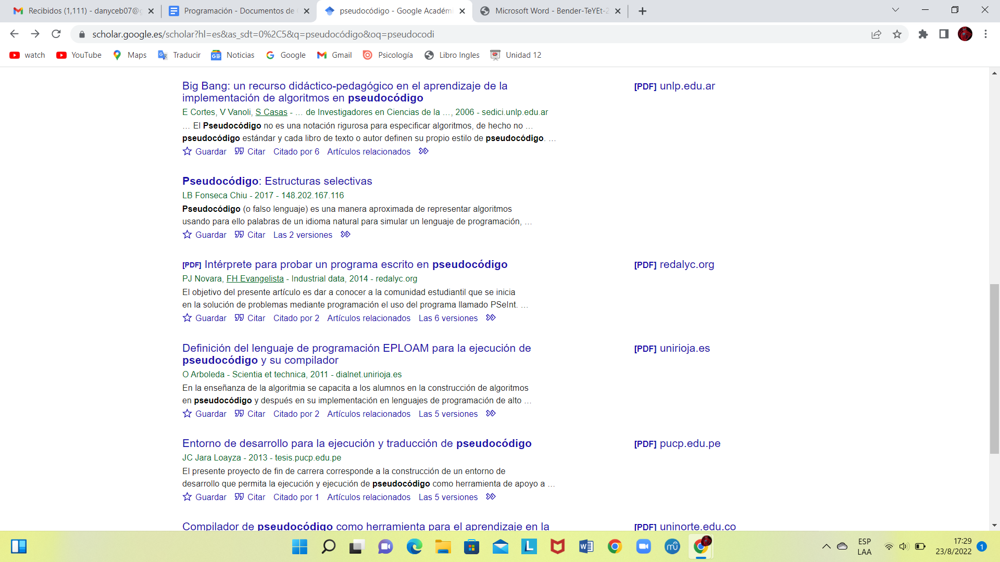 Recibidos (1,111) - danyceb07@g
Programación - Documentos de
pseudocódigo - Google Académi
Microsoft Word - Bender-TeYEt-2
scholar.google.es/scholar?hl=es&as_sdt=0%2C5&q=pseudocódigo&oq=pseudocodi
watch
YouTube
Maps
Traducir
Noticias
Google
Gmail
Psicología
Libro Ingles
Unidad 12
Big Bang: un recurso didáctico-pedagógico en el aprendizaje de la
implementación de algoritmos en pseudocódigo
[PDF] unlp.edu.ar
E Cortes, V Vanoli, S Casas - … de Investigadores en Ciencias de la …, 2006 - sedici.unlp.edu.ar
… El Pseudocódigo no es una notación rigurosa para especificar algoritmos, de hecho no …
pseudocódigo estándar y cada libro de texto o autor definen su propio estilo de pseudocódigo. …
Guardar Citar Citado por 6 Artículos relacionados
Pseudocódigo: Estructuras selectivas
LB Fonseca Chiu - 2017 - 148.202.167.116
Pseudocódigo (o falso lenguaje) es una manera aproximada de representar algoritmos
usando para ello palabras de un idioma natural para simular un lenguaje de programación, …
Guardar Citar Las 2 versiones
[PDF] Intérprete para probar un programa escrito en pseudocódigo
[PDF] redalyc.org
PJ Novara, FH Evangelista - Industrial data, 2014 - redalyc.org
El objetivo del presente artículo es dar a conocer a la comunidad estudiantil que se inicia
en la solución de problemas mediante programación el uso del programa llamado PSeInt. …
Guardar Citar Citado por 2 Artículos relacionados Las 6 versiones
Definición del lenguaje de programación EPLOAM para la ejecución de
pseudocódigo y su compilador
[PDF] unirioja.es
O Arboleda - Scientia et technica, 2011 - dialnet.unirioja.es
En la enseñanza de la algoritmia se capacita a los alumnos en la construcción de algoritmos
en pseudocódigo y después en su implementación en lenguajes de programación de alto …
Guardar Citar Citado por 2 Artículos relacionados Las 5 versiones
Entorno de desarrollo para la ejecución y traducción de pseudocódigo
[PDF] pucp.edu.pe
JC Jara Loayza - 2013 - tesis.pucp.edu.pe
El presente proyecto de fin de carrera corresponde a la construcción de un entorno de
desarrollo que permita la ejecución y ejecución de pseudocódigo como herramienta de apoyo a …
Guardar Citar Citado por 1 Artículos relacionados Las 5 versiones
Compilador de pseudocódigo como herramienta para el aprendizaje en la
[PDF] uninorte.edu.co
ESP
LAA
17:29
23/8/2022
1